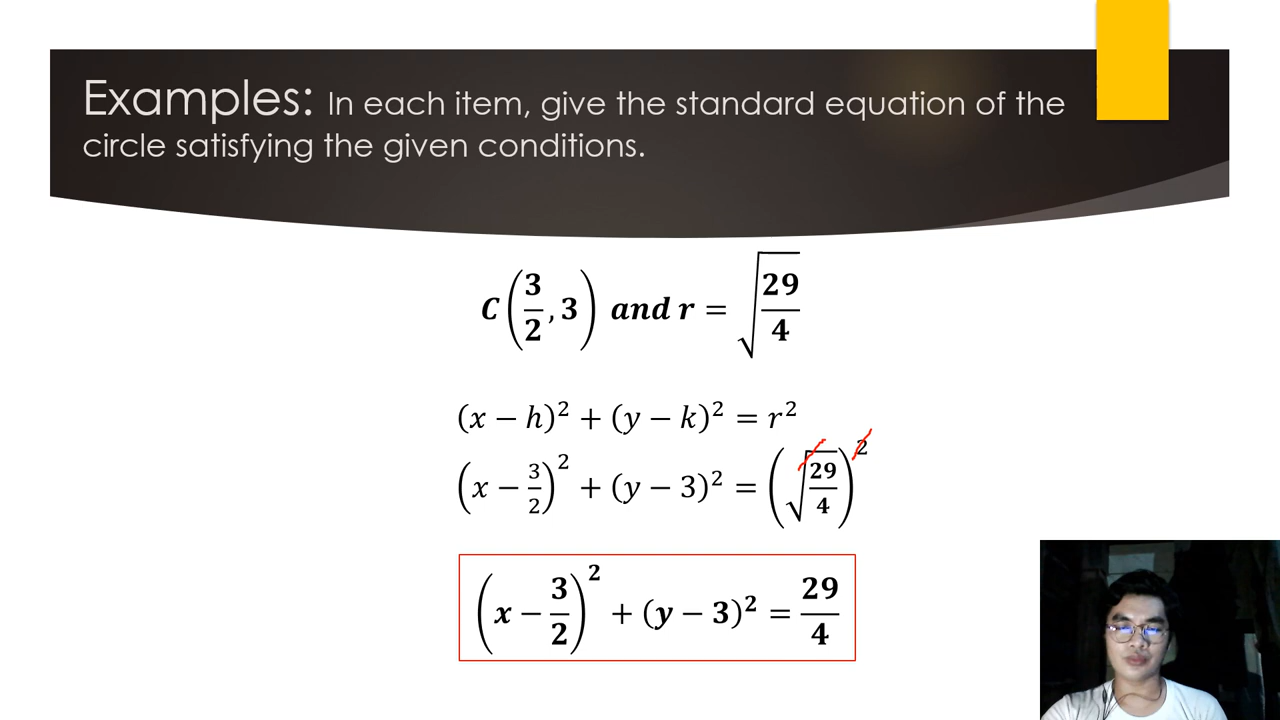 Examples: In each item, give the standard equation of the
circle satisfying the given conditions.
C(3/2, 3) and r = √(29/4)
(x − h)² + (y − k)² = r²
(x − 3/2)² + (y − 3)² = (√(29/4))²
(x − 3/2)² + (y − 3)² = 29/4